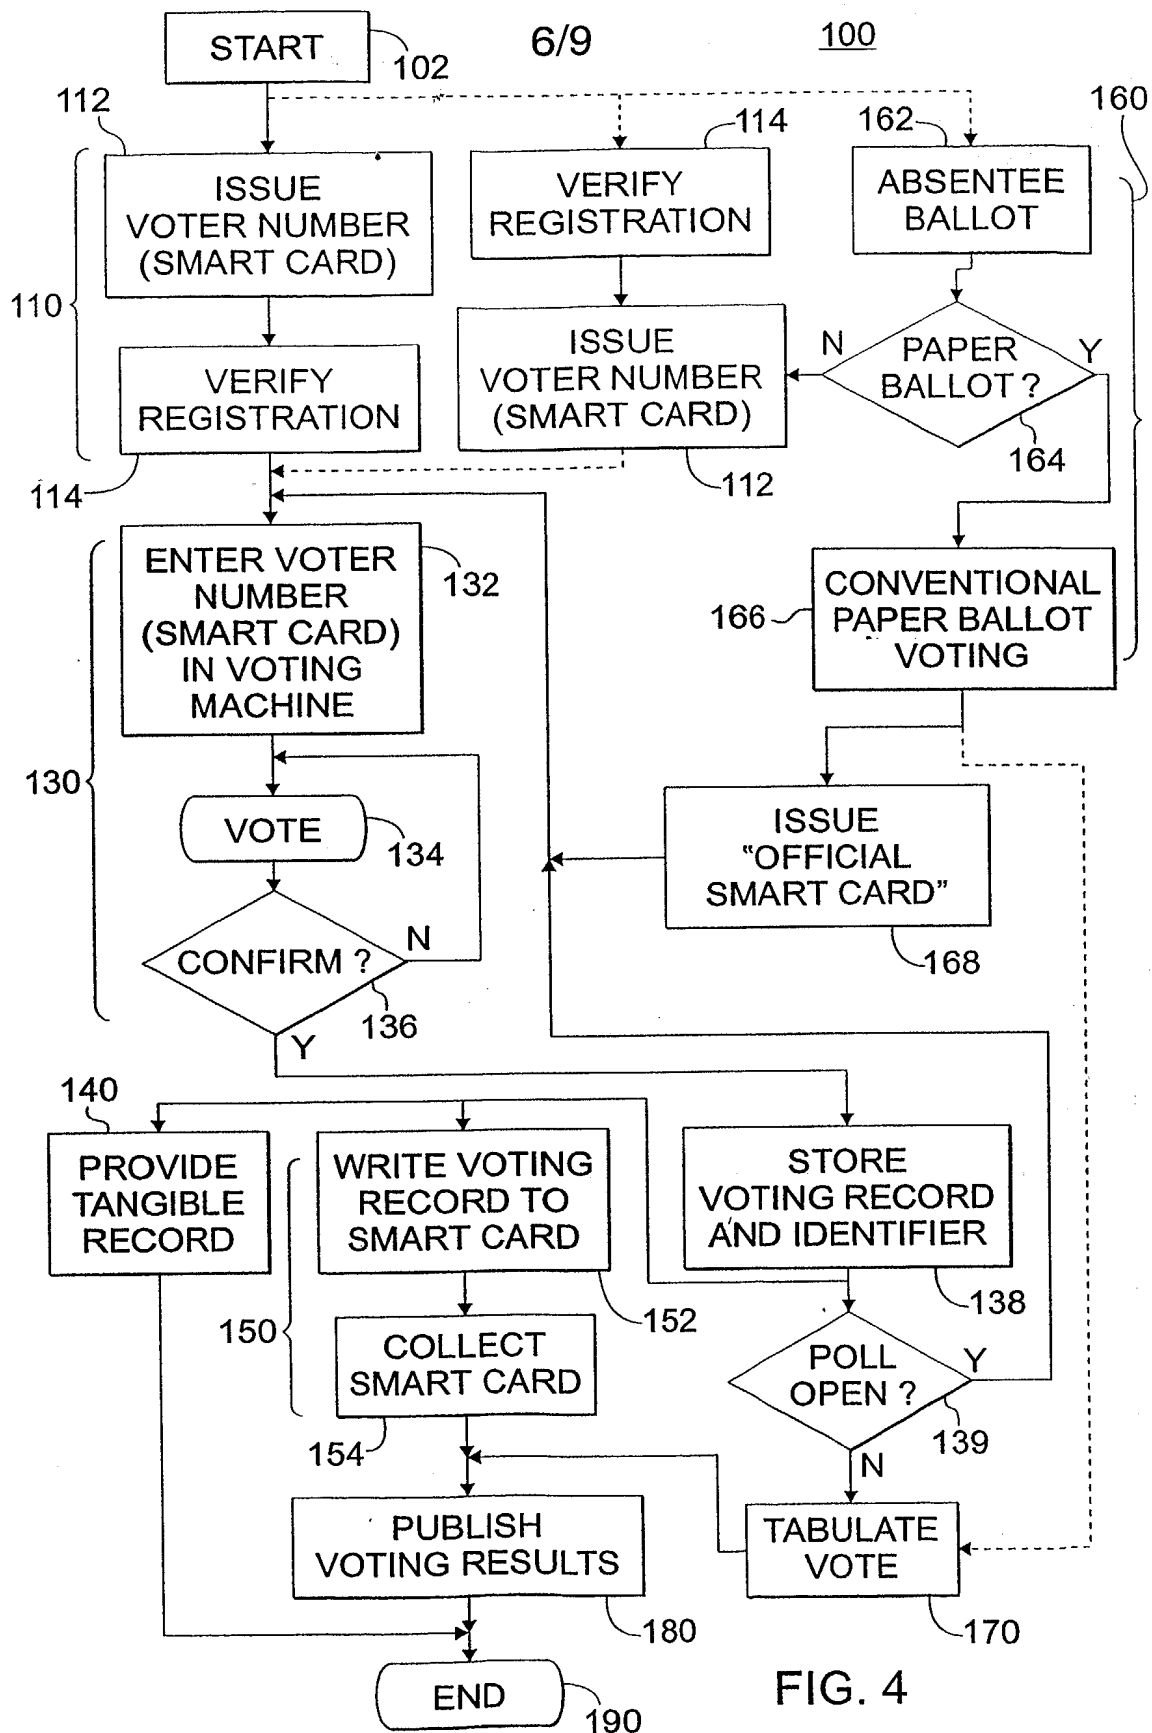 START
102
6/9
100
112
114
162
160
ISSUE
VOTER NUMBER
(SMART CARD)
VERIFY
REGISTRATION
ABSENTEE
BALLOT
110
VERIFY
REGISTRATION
114
ISSUE
VOTER NUMBER
(SMART CARD)
112
N
PAPER
BALLOT ?
Y
164
ENTER VOTER
NUMBER
(SMART CARD)
IN VOTING
MACHINE
132
166
CONVENTIONAL
PAPER BALLOT
VOTING
130
VOTE
134
CONFIRM ?
N
136
Y
ISSUE
"OFFICIAL
SMART CARD"
168
140
PROVIDE
TANGIBLE
RECORD
WRITE VOTING
RECORD TO
SMART CARD
152
STORE
VOTING RECORD
AND IDENTIFIER
138
150
COLLECT
SMART CARD
154
POLL
OPEN ?
Y
139
N
PUBLISH
VOTING RESULTS
180
TABULATE
VOTE
170
END
190
FIG. 4